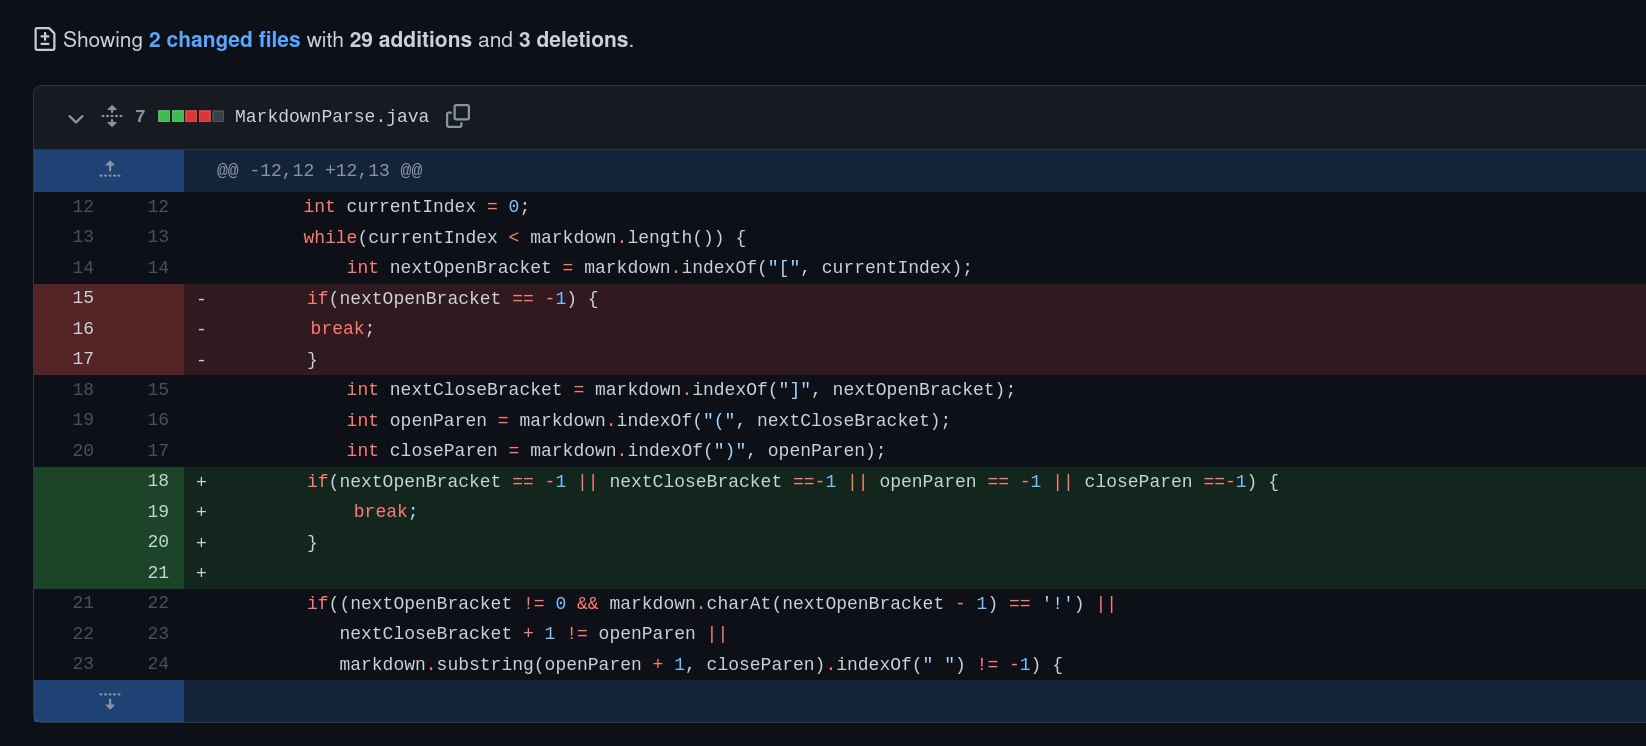 Showing 2 changed files with 29 additions and 3 deletions.
7 MarkdownParse.java
@@ -12,12 +12,13 @@
12 12 int currentIndex = 0;
13 13 while(currentIndex < markdown.length()) {
14 14 int nextOpenBracket = markdown.indexOf("[", currentIndex);
15 - if(nextOpenBracket == -1) {
16 - break;
17 - }
18 15 int nextCloseBracket = markdown.indexOf("]", nextOpenBracket);
19 16 int openParen = markdown.indexOf("(", nextCloseBracket);
20 17 int closeParen = markdown.indexOf(")", openParen);
18 + if(nextOpenBracket == -1 || nextCloseBracket ==-1 || openParen == -1 || closeParen ==-1) {
19 + break;
20 + }
21 +
21 22 if((nextOpenBracket != 0 && markdown.charAt(nextOpenBracket - 1) == '!') ||
22 23 nextCloseBracket + 1 != openParen ||
23 24 markdown.substring(openParen + 1, closeParen).indexOf(" ") != -1) {